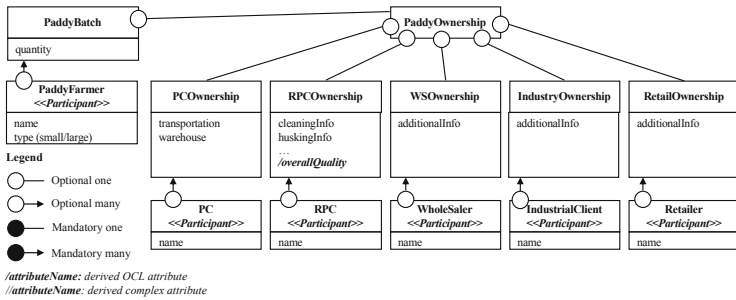 PaddyBatch
quantity
PaddyOwnership
PaddyFarmer
<<Participant>>
name
type (small/large)
PCOwnership
transportation
warehouse
RPCOwnership
cleaningInfo
huskingInfo
…
/overallQuality
WSOwnership
additionalInfo
IndustryOwnership
additionalInfo
RetailOwnership
additionalInfo
PC
<<Participant>>
name
RPC
<<Participant>>
name
WholeSaler
<<Participant>>
name
IndustrialClient
<<Participant>>
name
Retailer
<<Participant>>
name
Legend
Optional one
Optional many
Mandatory one
Mandatory many
/attributeName: derived OCL attribute
//attributeName: derived complex attribute